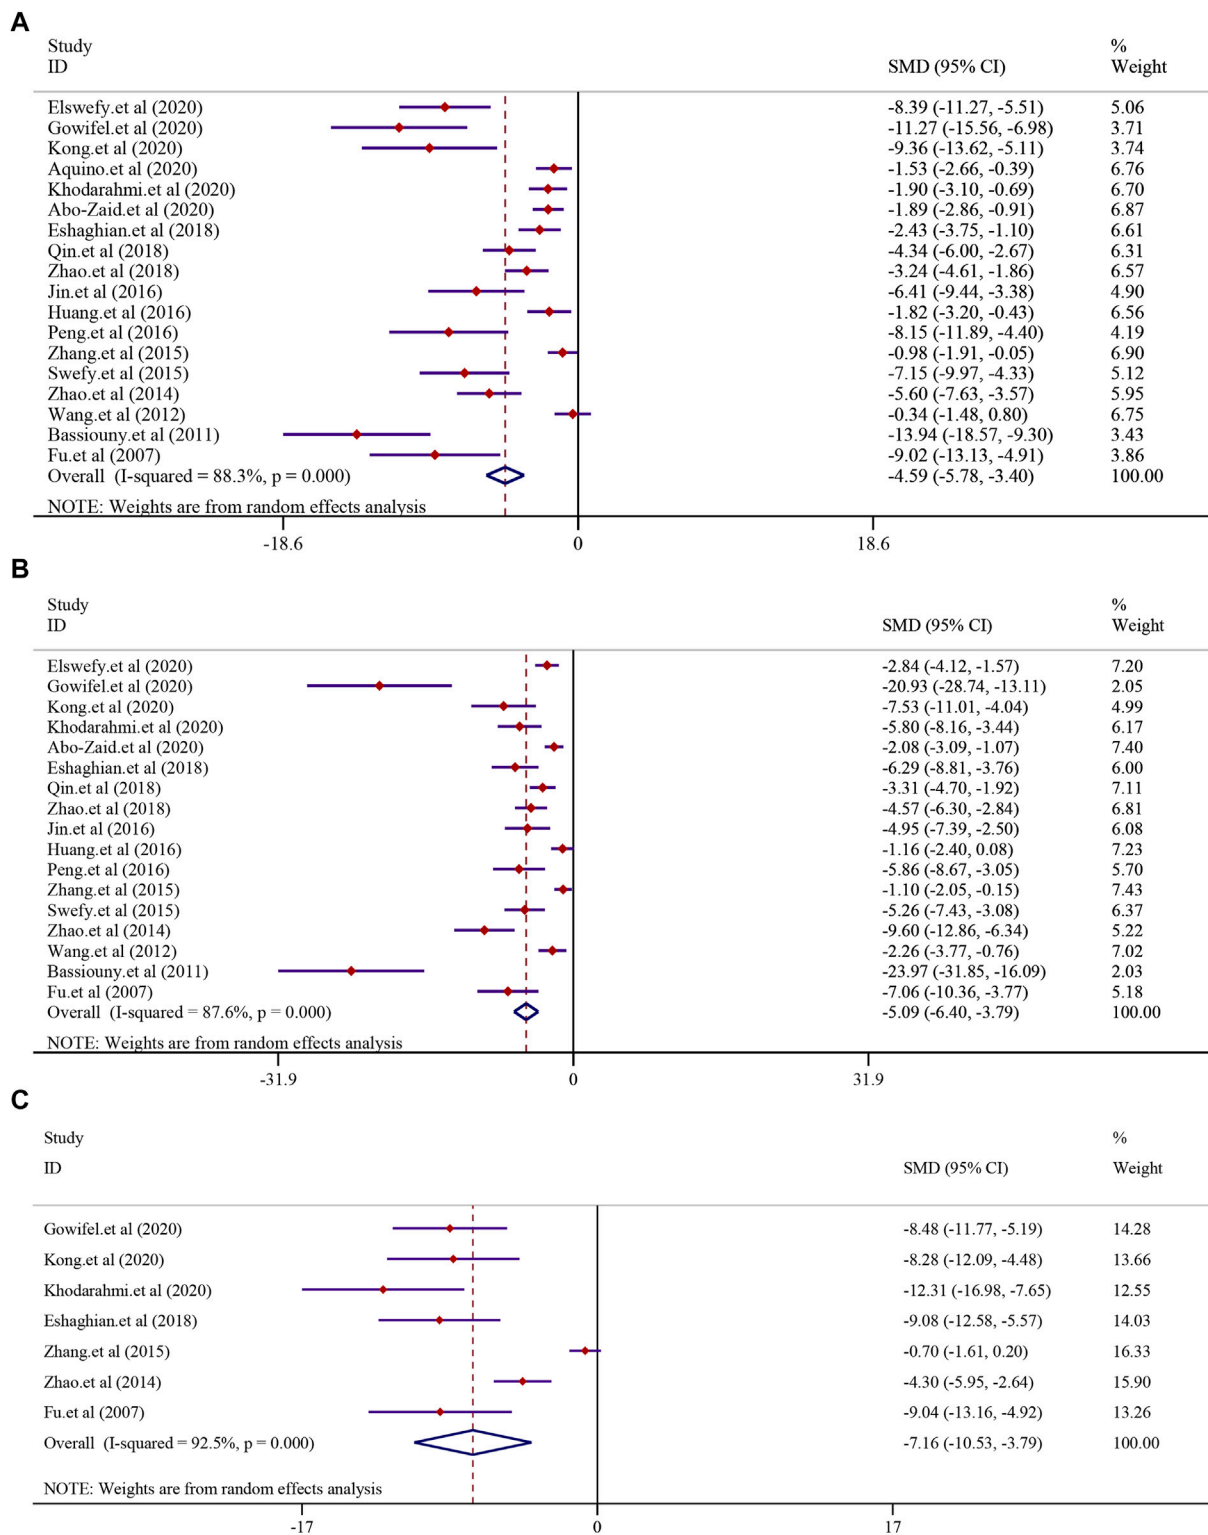 A
Study %
ID SMD (95% CI) Weight
Elswefy.et al (2020) -8.39 (-11.27, -5.51) 5.06
Gowifel.et al (2020) -11.27 (-15.56, -6.98) 3.71
Kong.et al (2020) -9.36 (-13.62, -5.11) 3.74
Aquino.et al (2020) -1.53 (-2.66, -0.39) 6.76
Khodarahmi.et al (2020) -1.90 (-3.10, -0.69) 6.70
Abo-Zaid.et al (2020) -1.89 (-2.86, -0.91) 6.87
Eshaghian.et al (2018) -2.43 (-3.75, -1.10) 6.61
Qin.et al (2018) -4.34 (-6.00, -2.67) 6.31
Zhao.et al (2018) -3.24 (-4.61, -1.86) 6.57
Jin.et al (2016) -6.41 (-9.44, -3.38) 4.90
Huang.et al (2016) -1.82 (-3.20, -0.43) 6.56
Peng.et al (2016) -8.15 (-11.89, -4.40) 4.19
Zhang.et al (2015) -0.98 (-1.91, -0.05) 6.90
Swefy.et al (2015) -7.15 (-9.97, -4.33) 5.12
Zhao.et al (2014) -5.60 (-7.63, -3.57) 5.95
Wang.et al (2012) -0.34 (-1.48, 0.80) 6.75
Bassiouny.et al (2011) -13.94 (-18.57, -9.30) 3.43
Fu.et al (2007) -9.02 (-13.13, -4.91) 3.86
Overall (I-squared = 88.3%, p = 0.000) -4.59 (-5.78, -3.40) 100.00
NOTE: Weights are from random effects analysis
-18.6 0 18.6
B
Study %
ID SMD (95% CI) Weight
Elswefy.et al (2020) -2.84 (-4.12, -1.57) 7.20
Gowifel.et al (2020) -20.93 (-28.74, -13.11) 2.05
Kong.et al (2020) -7.53 (-11.01, -4.04) 4.99
Khodarahmi.et al (2020) -5.80 (-8.16, -3.44) 6.17
Abo-Zaid.et al (2020) -2.08 (-3.09, -1.07) 7.40
Eshaghian.et al (2018) -6.29 (-8.81, -3.76) 6.00
Qin.et al (2018) -3.31 (-4.70, -1.92) 7.11
Zhao.et al (2018) -4.57 (-6.30, -2.84) 6.81
Jin.et al (2016) -4.95 (-7.39, -2.50) 6.08
Huang.et al (2016) -1.16 (-2.40, 0.08) 7.23
Peng.et al (2016) -5.86 (-8.67, -3.05) 5.70
Zhang.et al (2015) -1.10 (-2.05, -0.15) 7.43
Swefy.et al (2015) -5.26 (-7.43, -3.08) 6.37
Zhao.et al (2014) -9.60 (-12.86, -6.34) 5.22
Wang.et al (2012) -2.26 (-3.77, -0.76) 7.02
Bassiouny.et al (2011) -23.97 (-31.85, -16.09) 2.03
Fu.et al (2007) -7.06 (-10.36, -3.77) 5.18
Overall (I-squared = 87.6%, p = 0.000) -5.09 (-6.40, -3.79) 100.00
NOTE: Weights are from random effects analysis
-31.9 0 31.9
C
Study %
ID SMD (95% CI) Weight
Gowifel.et al (2020) -8.48 (-11.77, -5.19) 14.28
Kong.et al (2020) -8.28 (-12.09, -4.48) 13.66
Khodarahmi.et al (2020) -12.31 (-16.98, -7.65) 12.55
Eshaghian.et al (2018) -9.08 (-12.58, -5.57) 14.03
Zhang.et al (2015) -0.70 (-1.61, 0.20) 16.33
Zhao.et al (2014) -4.30 (-5.95, -2.64) 15.90
Fu.et al (2007) -9.04 (-13.16, -4.92) 13.26
Overall (I-squared = 92.5%, p = 0.000) -7.16 (-10.53, -3.79) 100.00
NOTE: Weights are from random effects analysis
-17 0 17